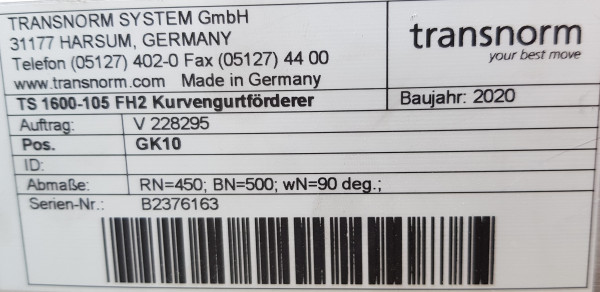 TRANSNORM SYSTEM GmbH
31177 HARSUM, GERMANY
Telefon (05127) 402-0 Fax (05127) 44 00
www.transnorm.com Made in Germany
transnorm
your best move
TS 1600-105 FH2 Kurvengurtförderer
Baujahr: 2020
Auftrag: V 228295
Pos. GK10
ID:
Abmaße: RN=450; BN=500; wN=90 deg.;
Serien-Nr.: B2376163